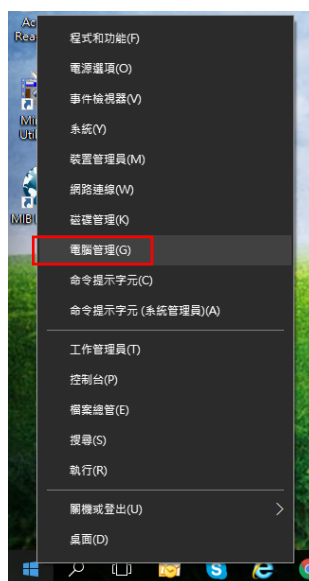 程式和功能(F)
電源選項(O)
事件檢視器(V)
系統(Y)
裝置管理員(M)
網路連線(W)
磁碟管理(K)
電腦管理(G)
命令提示字元(C)
命令提示字元 (系統管理員)(A)
工作管理員(T)
控制台(P)
檔案總管(E)
搜尋(S)
執行(R)
關機或登出(U)
桌面(D)